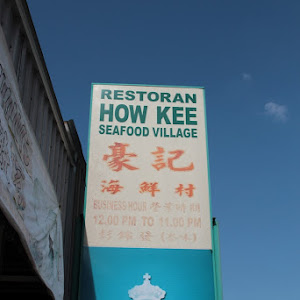 RESTORAN
HOW KEE
SEAFOOD VILLAGE
豪記
海鮮村
BUSINESS HOUR 營業時間
12.00 PM TO 11.00 PM